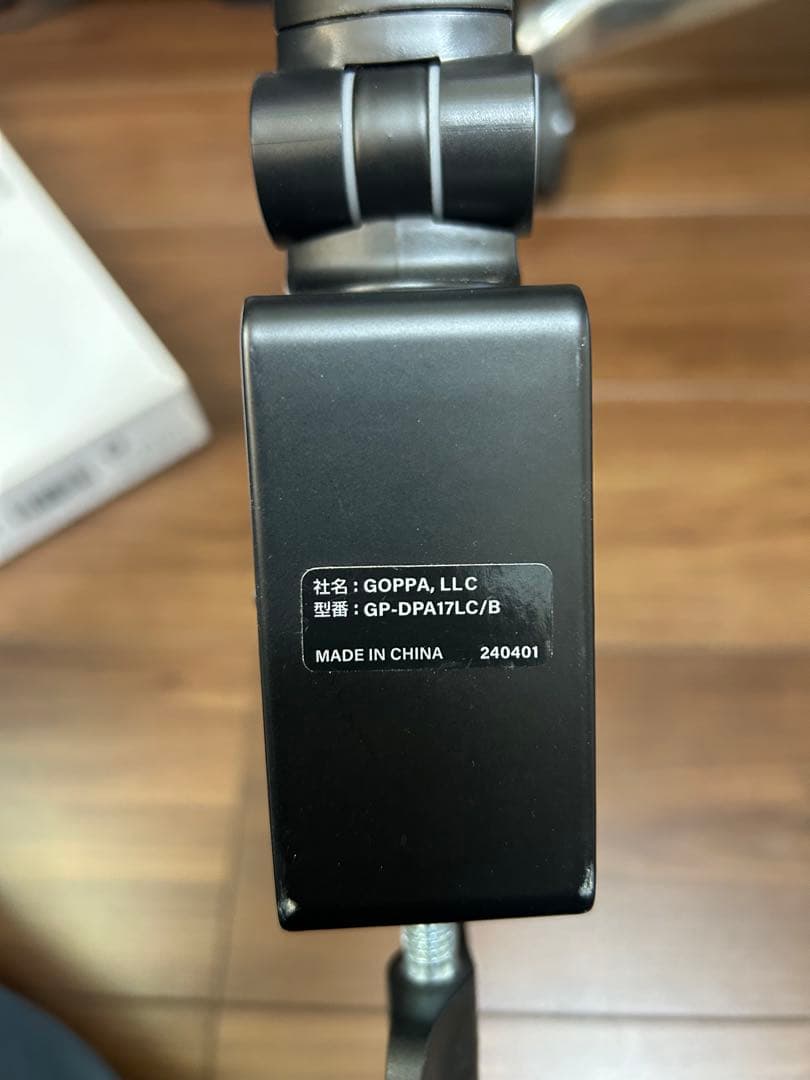 社名：GOPPA, LLC
型番：GP-DPA17LC/B
MADE IN CHINA 240401